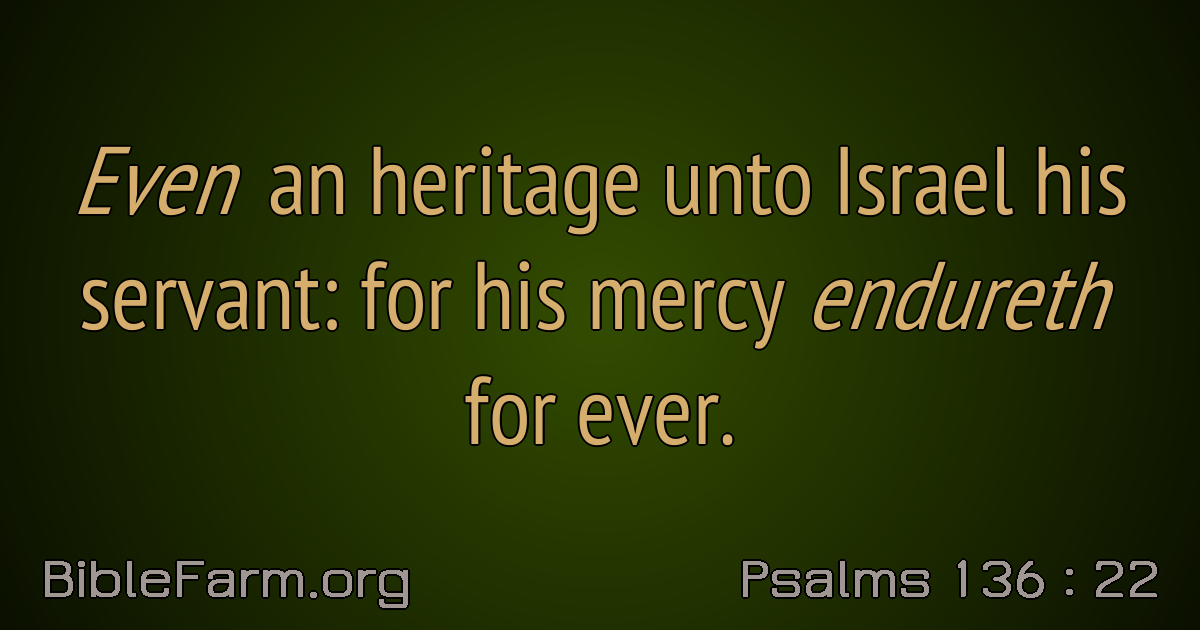 Even an heritage unto Israel his
servant: for his mercy endureth
for ever.
BibleFarm.org
Psalms 136 : 22